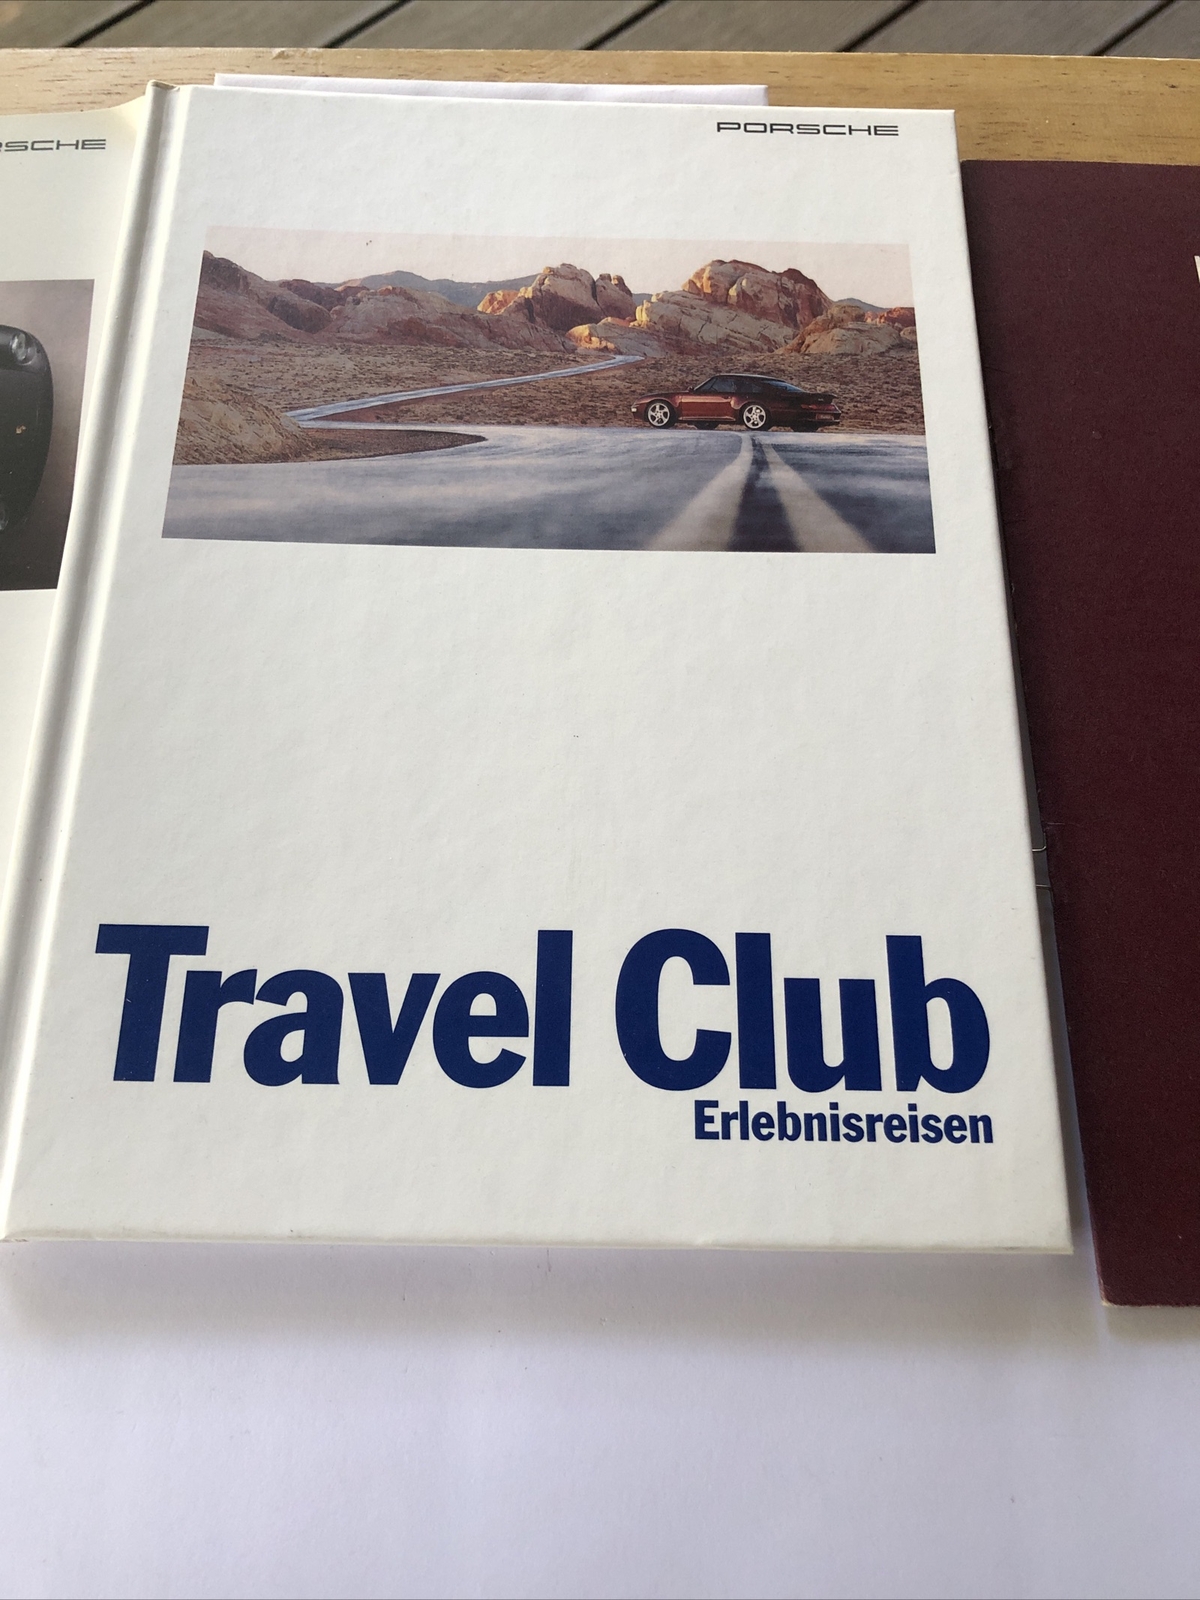 PORSCHE
Travel Club
Erlebnisreisen